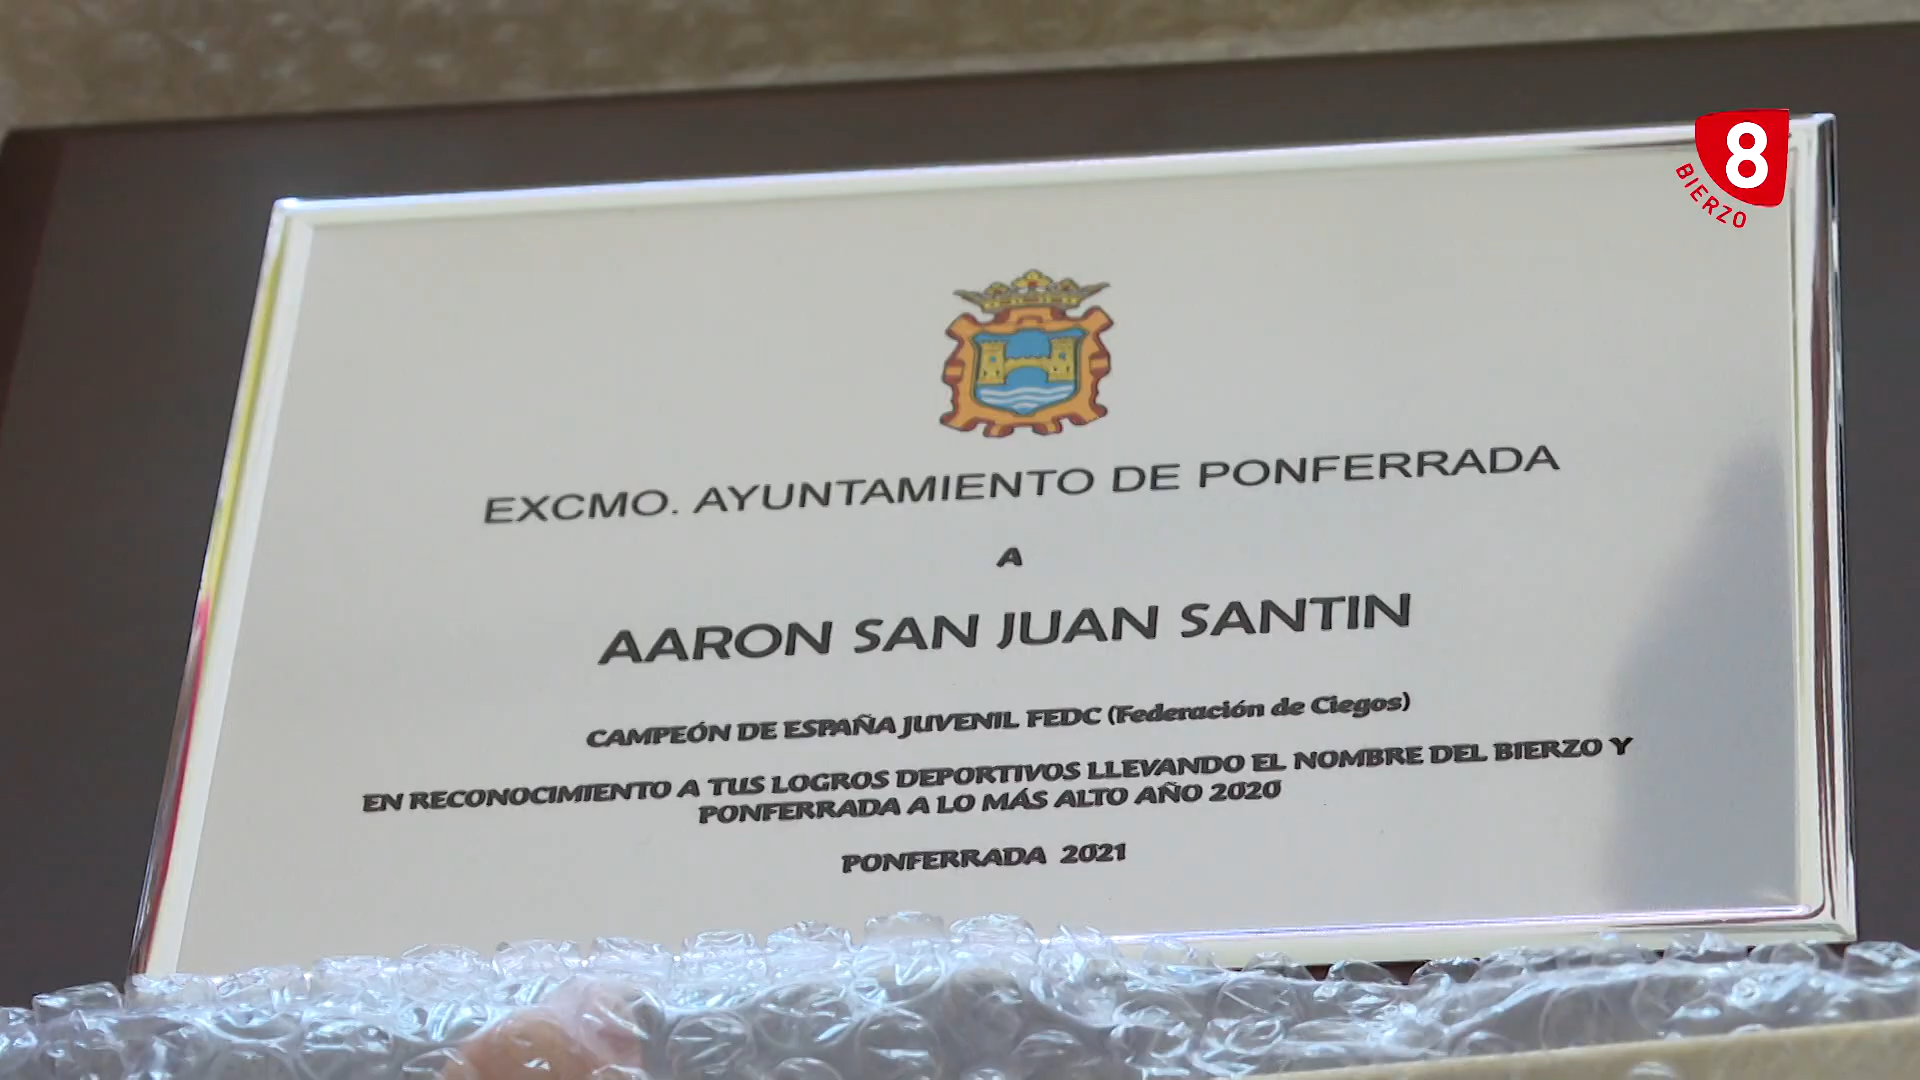 8
BIERZO
EXCMO. AYUNTAMIENTO DE PONFERRADA
A
AARON SAN JUAN SANTIN
CAMPEÓN DE ESPAÑA JUVENIL FEDC (Federación de Ciegos)
EN RECONOCIMIENTO A TUS LOGROS DEPORTIVOS LLEVANDO EL NOMBRE DEL BIERZO Y
PONFERRADA A LO MÁS ALTO AÑO 2020
PONFERRADA 2021